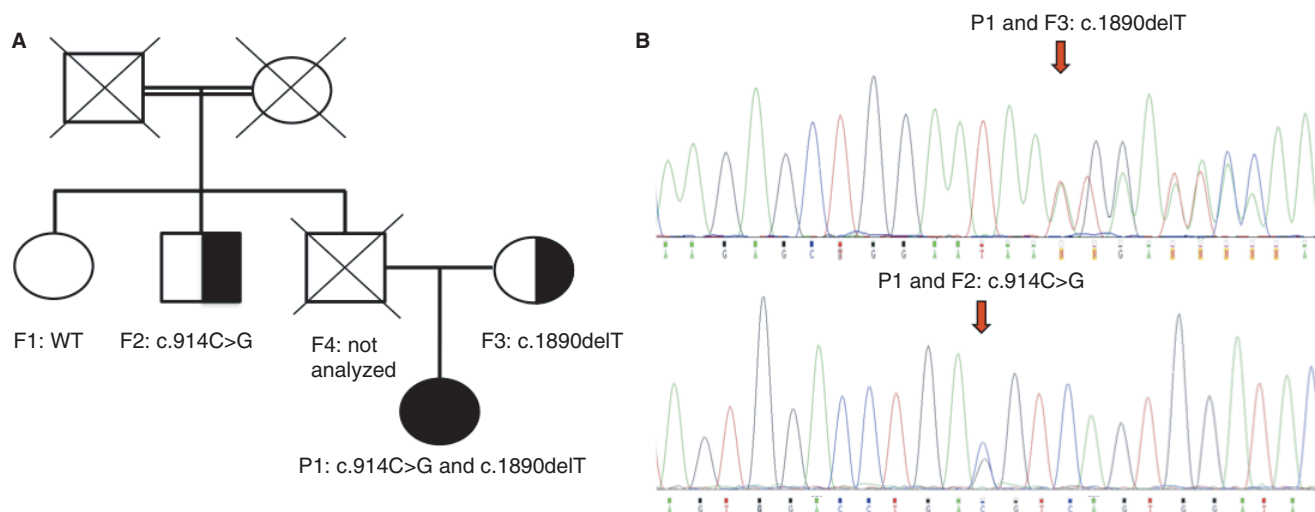 A
F1: WT
F2: c.914C>G
F4: not
analyzed
F3: c.1890delT
P1: c.914C>G and c.1890delT
B
P1 and F3: c.1890delT
A A G A G C T G G A A T A A
G A
A
P1 and F2: c.914C>G
A G T G G A C C T G A C G T C A G T G G A T A